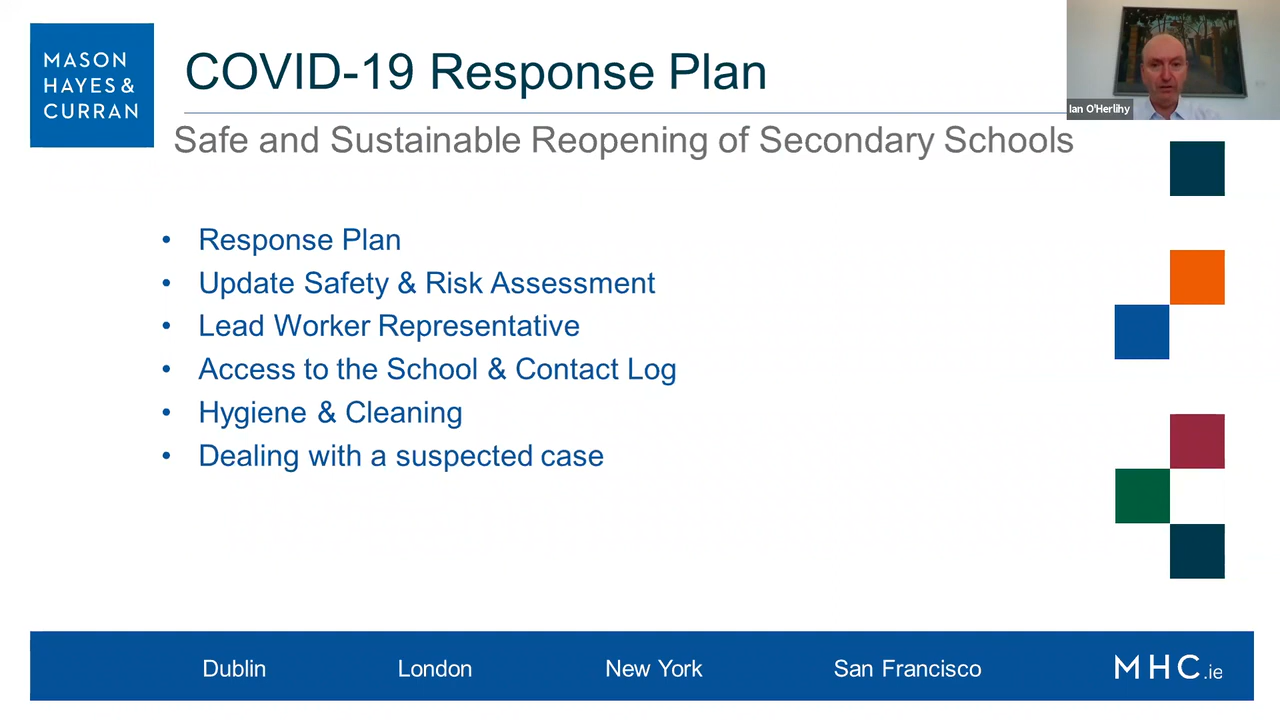 MASON
HAYES &
CURRAN
COVID-19 Response Plan
Ian O'Herlihy
Safe and Sustainable Reopening of Secondary Schools
• Response Plan
• Update Safety & Risk Assessment
• Lead Worker Representative
• Access to the School & Contact Log
• Hygiene & Cleaning
• Dealing with a suspected case
Dublin London New York San Francisco MHC.ie